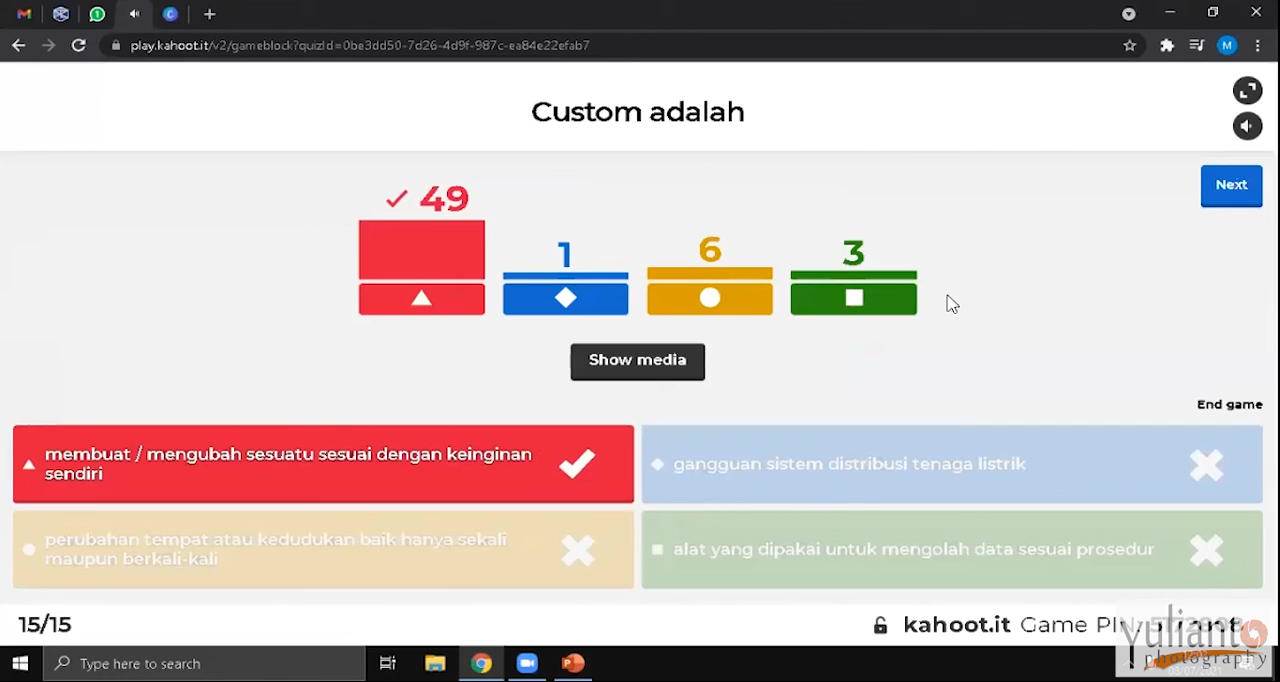 M
play.kahoot.it/v2/gameblock?quizId=0be3dd50-7d26-4d9f-987c-ea84e22efab7
Custom adalah
Next
49
1
6
3
Show media
End game
membuat / mengubah sesuatu sesuai dengan keinginan
sendiri
gangguan sistem distribusi tenaga listrik
perubahan tempat atau kedudukan baik hanya sekali
maupun berkali-kali
alat yang dipakai untuk mengolah data sesuai prosedur
15/15
kahoot.it Game PIN:
yulianto
photography
Type here to search